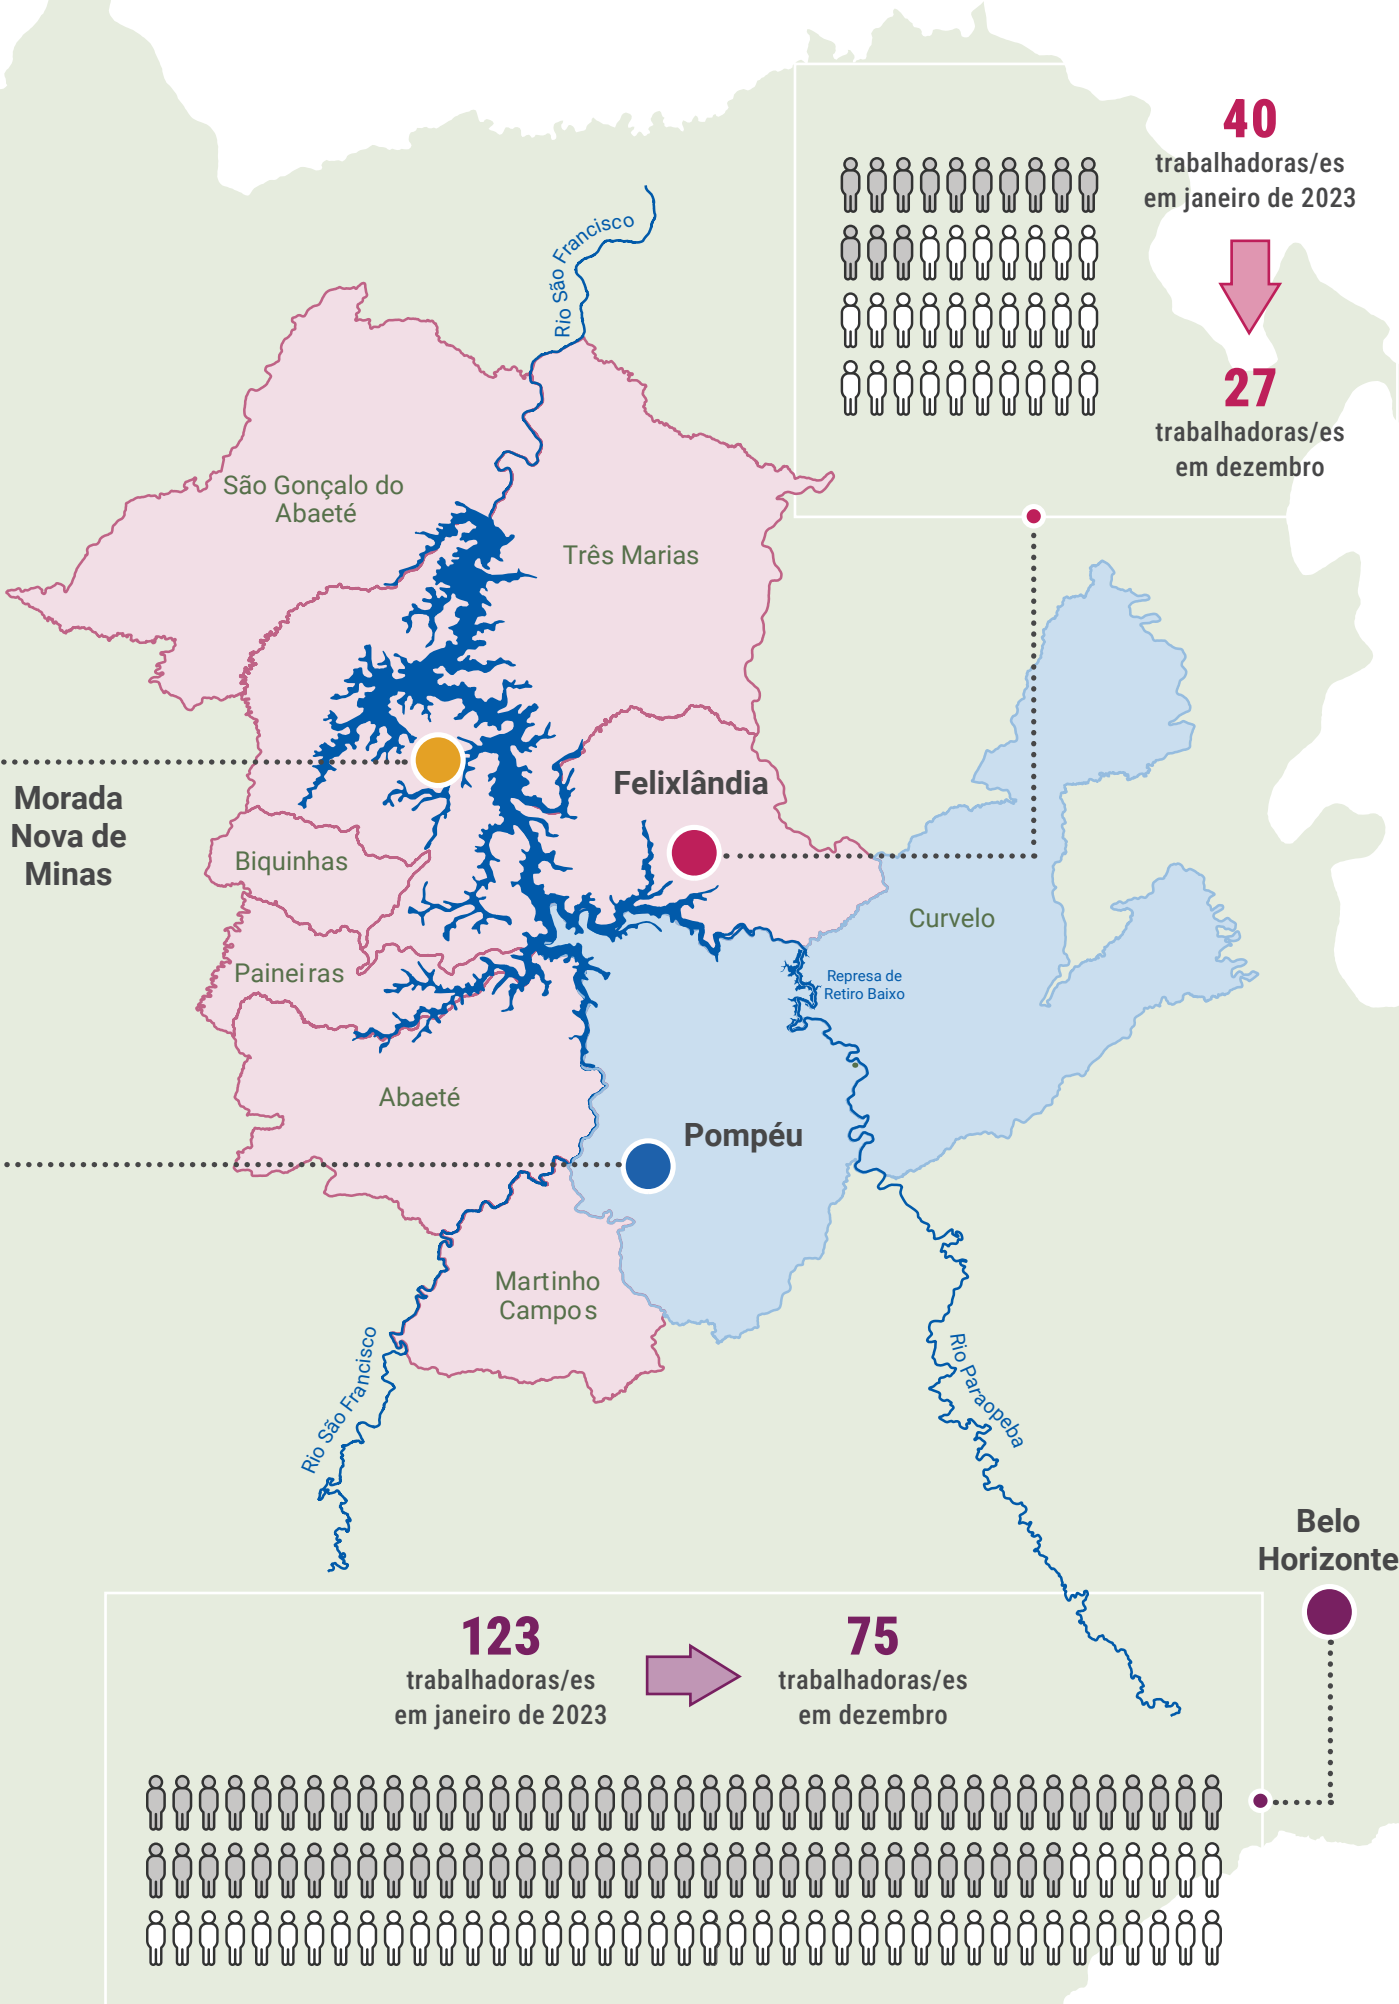 40
trabalhadoras/es
em janeiro de 2023
27
trabalhadoras/es
em dezembro
Rio São Francisco
São Gonçalo do
Abaeté
Três Marias
Morada
Nova de
Minas
Felixlândia
Biquinhas
Curvelo
Paineiras
Represa de
Retiro Baixo
Abaeté
Pompéu
Martinho
Campos
Rio São Francisco
Rio Paraopeba
Belo
Horizonte
123
trabalhadoras/es
em janeiro de 2023
75
trabalhadoras/es
em dezembro